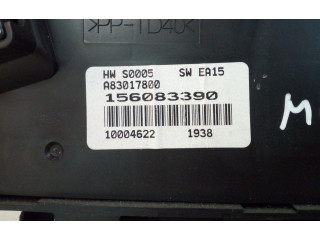 >PP-TD40<
HW S0005 SW EA15
A83017800
156083390
10004622 1938
M